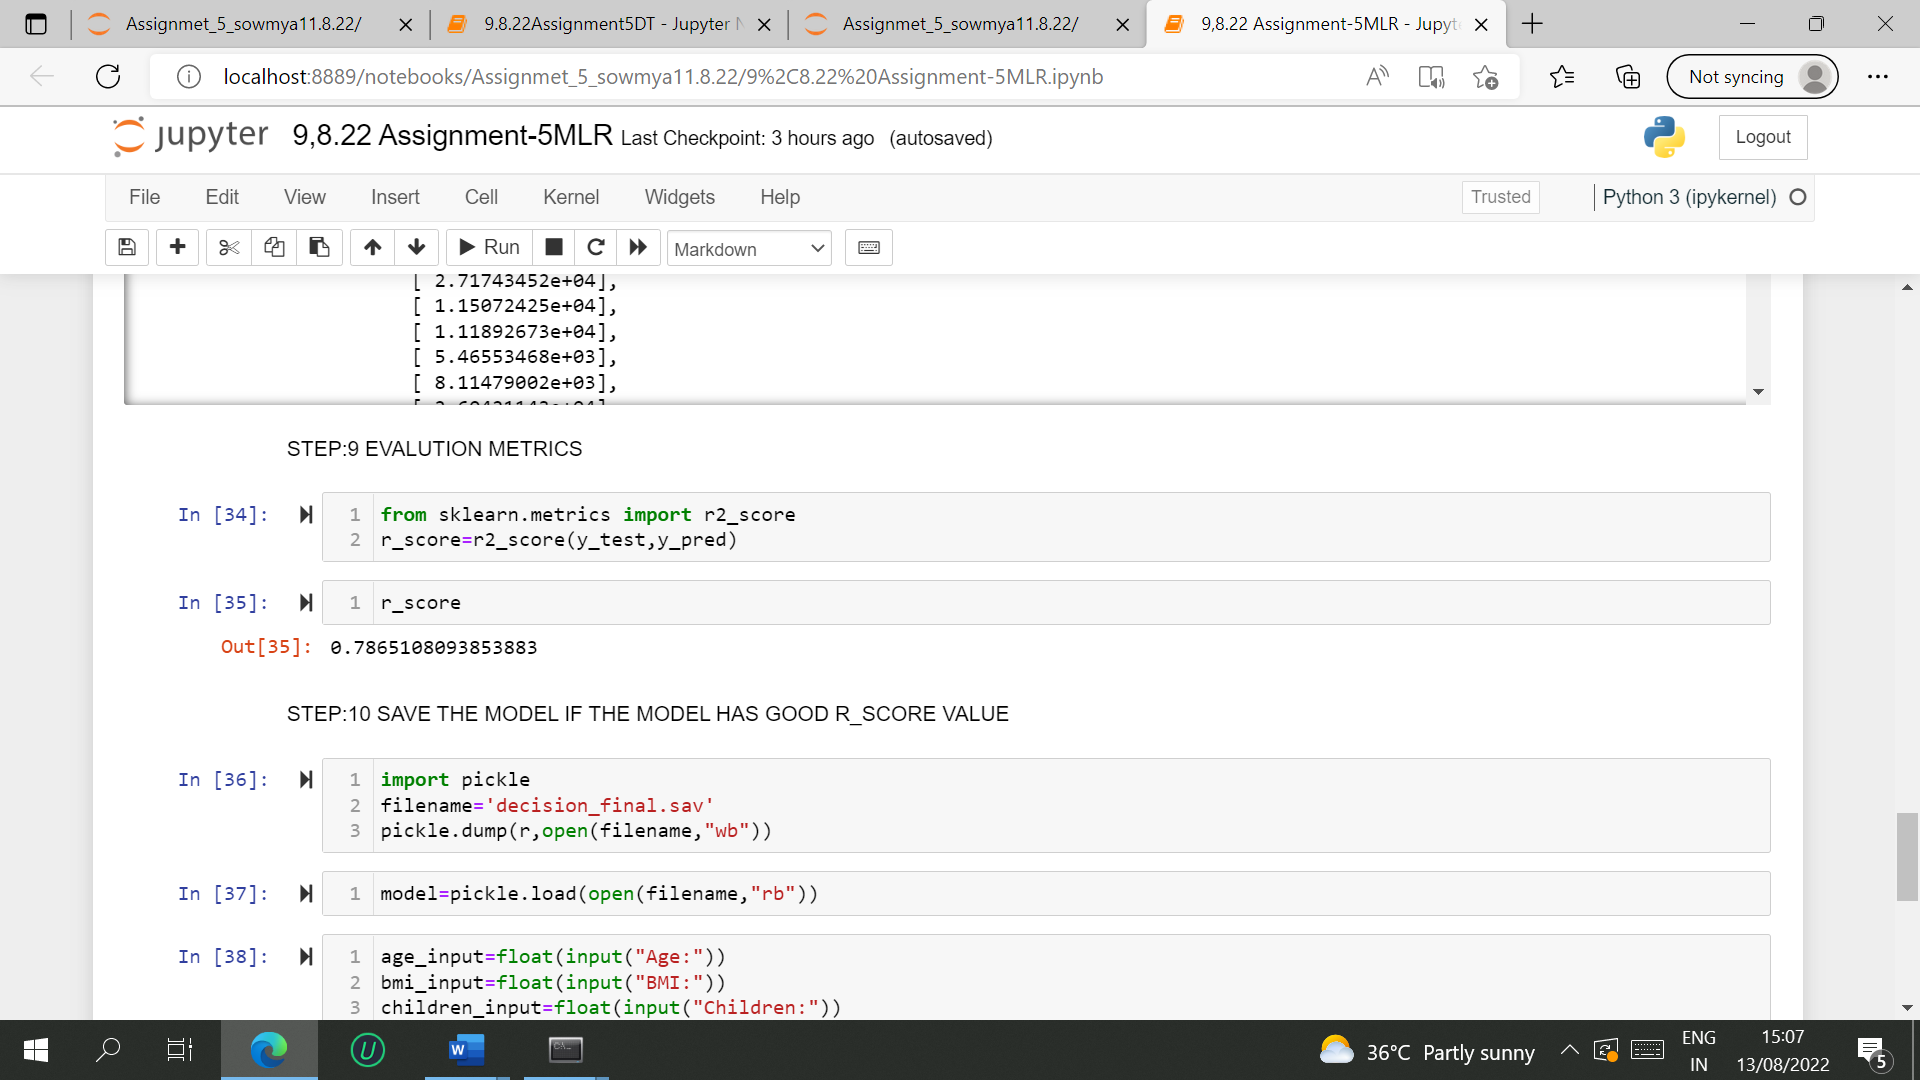 Assignmet_5_sowmya11.8.22/
9.8.22Assignment5DT - Jupyter N
Assignmet_5_sowmya11.8.22/
9,8.22 Assignment-5MLR - Jupyte
localhost:8889/notebooks/Assignmet_5_sowmya11.8.22/9%2C8.22%20Assignment-5MLR.ipynb
Not syncing
jupyter 9,8.22 Assignment-5MLR Last Checkpoint: 3 hours ago (autosaved)
Logout
File Edit View Insert Cell Kernel Widgets Help
Trusted
Python 3 (ipykernel)
Run
Markdown
[ 2.71743452e+04],
[ 1.15072425e+04],
[ 1.11892673e+04],
[ 5.46553468e+03],
[ 8.11479002e+03],
STEP:9 EVALUTION METRICS
In [34]:
1 from sklearn.metrics import r2_score
2 r_score=r2_score(y_test,y_pred)
In [35]:
1 r_score
Out[35]: 0.7865108093853883
STEP:10 SAVE THE MODEL IF THE MODEL HAS GOOD R_SCORE VALUE
In [36]:
1 import pickle
2 filename='decision_final.sav'
3 pickle.dump(r,open(filename,"wb"))
In [37]:
1 model=pickle.load(open(filename,"rb"))
In [38]:
1 age_input=float(input("Age:"))
2 bmi_input=float(input("BMI:"))
3 children_input=float(input("Children:"))
36°C Partly sunny
ENG
IN
15:07
13/08/2022
5